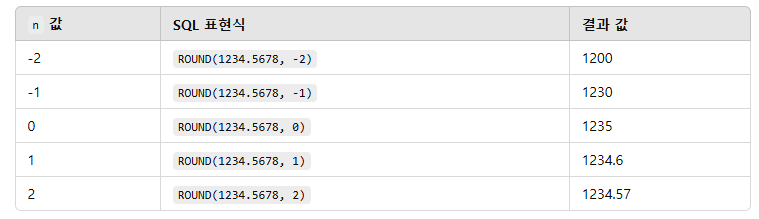 n 값 SQL 표현식 결과 값
-2 ROUND(1234.5678, -2) 1200
-1 ROUND(1234.5678, -1) 1230
0 ROUND(1234.5678, 0) 1235
1 ROUND(1234.5678, 1) 1234.6
2 ROUND(1234.5678, 2) 1234.57